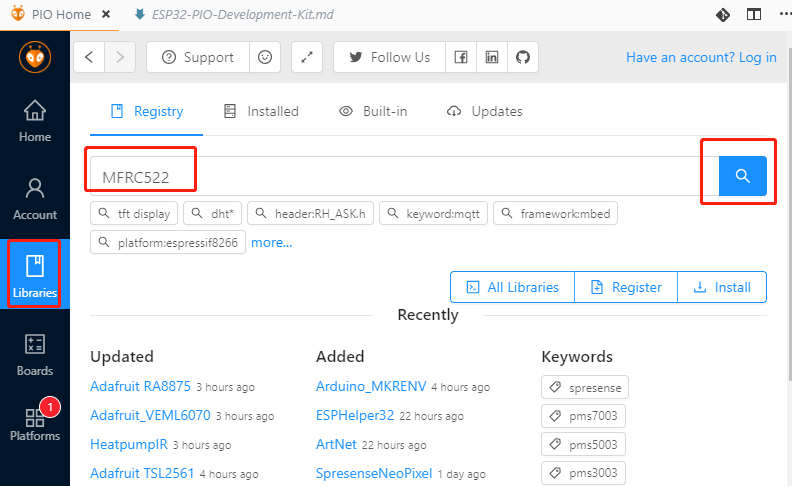 PIO Home
ESP32-PIO-Development-Kit.md
Support
Follow Us
Have an account? Log in
Home
Account
Libraries
Boards
1
Platforms
Registry
Installed
Built-in
Updates
MFRC522
tft display
dht*
header:RH_ASK.h
keyword:mqtt
framework:mbed
platform:espressif8266
more...
All Libraries
Register
Install
Recently
Updated
Adafruit RA8875 3 hours ago
Adafruit_VEML6070 3 hours ago
HeatpumpIR 3 hours ago
Adafruit TSL2561 4 hours ago
Added
Arduino_MKRENV 4 hours ago
ESPHelper32 22 hours ago
ArtNet 22 hours ago
SpresenseNeoPixel 1 day ago
Keywords
spresense
pms7003
pms5003
pms3003